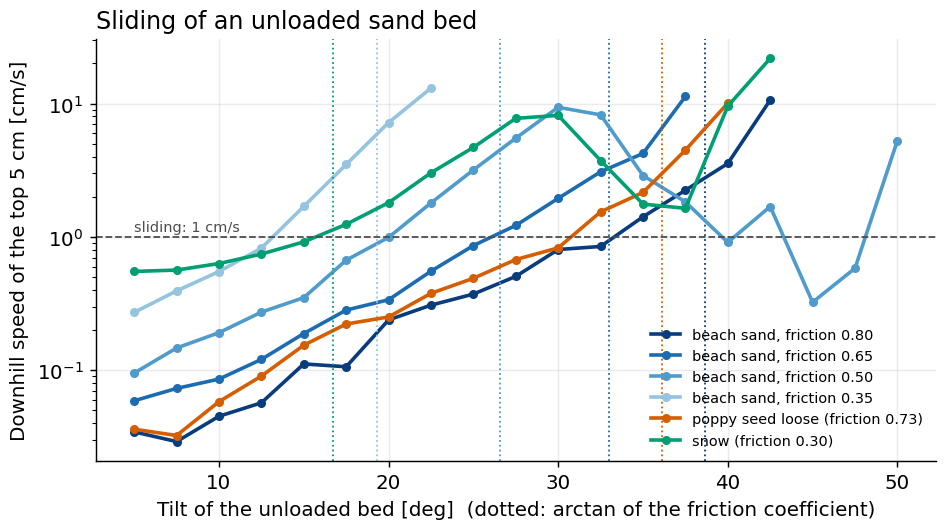 Sliding of an unloaded sand bed
Downhill speed of the top 5 cm [cm/s]
10¹
10⁰
10⁻¹
sliding: 1 cm/s
beach sand, friction 0.80
beach sand, friction 0.65
beach sand, friction 0.50
beach sand, friction 0.35
poppy seed loose (friction 0.73)
snow (friction 0.30)
10 20 30 40 50
Tilt of the unloaded bed [deg]  (dotted: arctan of the friction coefficient)